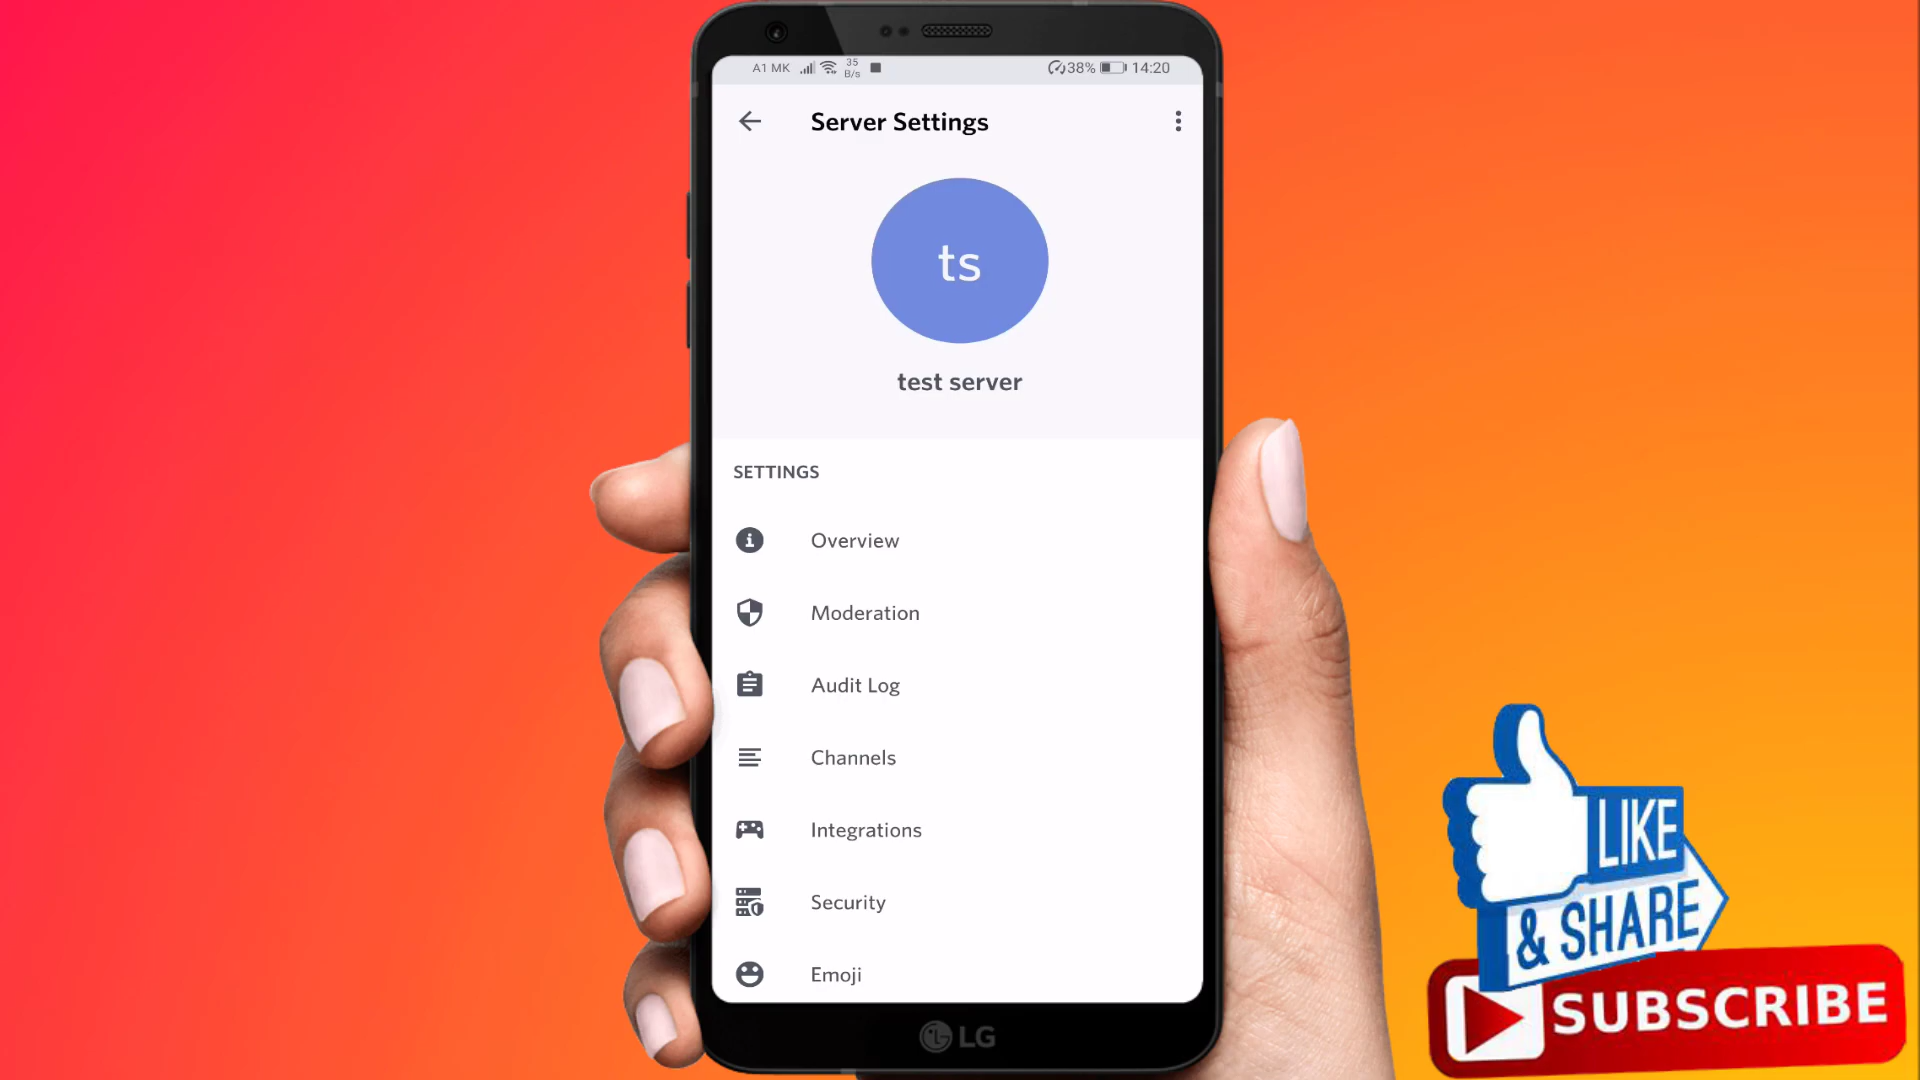 A1 MK 35 B/s 38% 14:20
Server Settings
ts
test server
SETTINGS
Overview
Moderation
Audit Log
Channels
Integrations
Security
Emoji
LG
LIKE
& SHARE
SUBSCRIBE